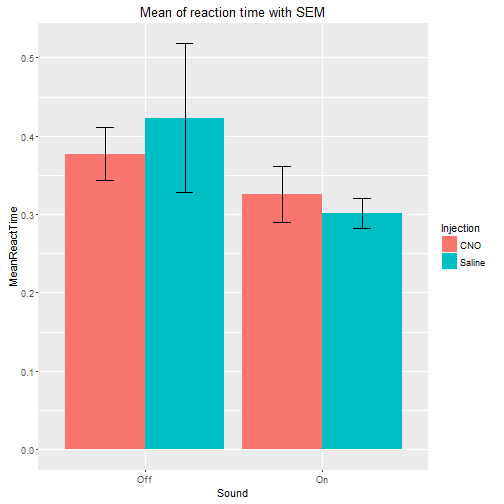 Mean of reaction time with SEM
MeanReactTime
0.5
0.4
0.3
0.2
0.1
0.0
Off
On
Sound
Injection
CNO
Saline